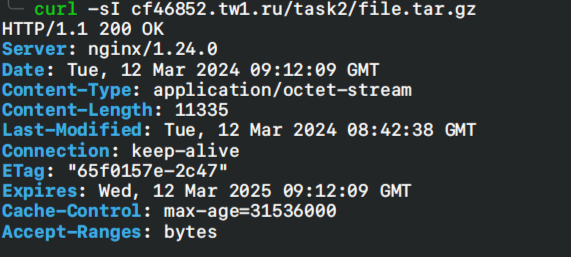 curl -sI cf46852.tw1.ru/task2/file.tar.gz
HTTP/1.1 200 OK
Server: nginx/1.24.0
Date: Tue, 12 Mar 2024 09:12:09 GMT
Content-Type: application/octet-stream
Content-Length: 11335
Last-Modified: Tue, 12 Mar 2024 08:42:38 GMT
Connection: keep-alive
ETag: "65f0157e-2c47"
Expires: Wed, 12 Mar 2025 09:12:09 GMT
Cache-Control: max-age=31536000
Accept-Ranges: bytes